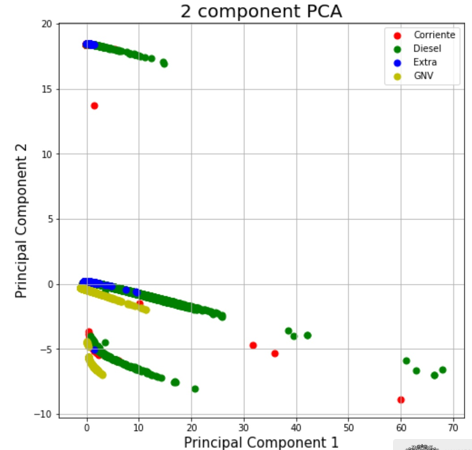 2 component PCA
Corriente
Diesel
Extra
GNV
Principal Component 2
20
15
10
5
0
−5
−10
0 10 20 30 40 50 60 70
Principal Component 1